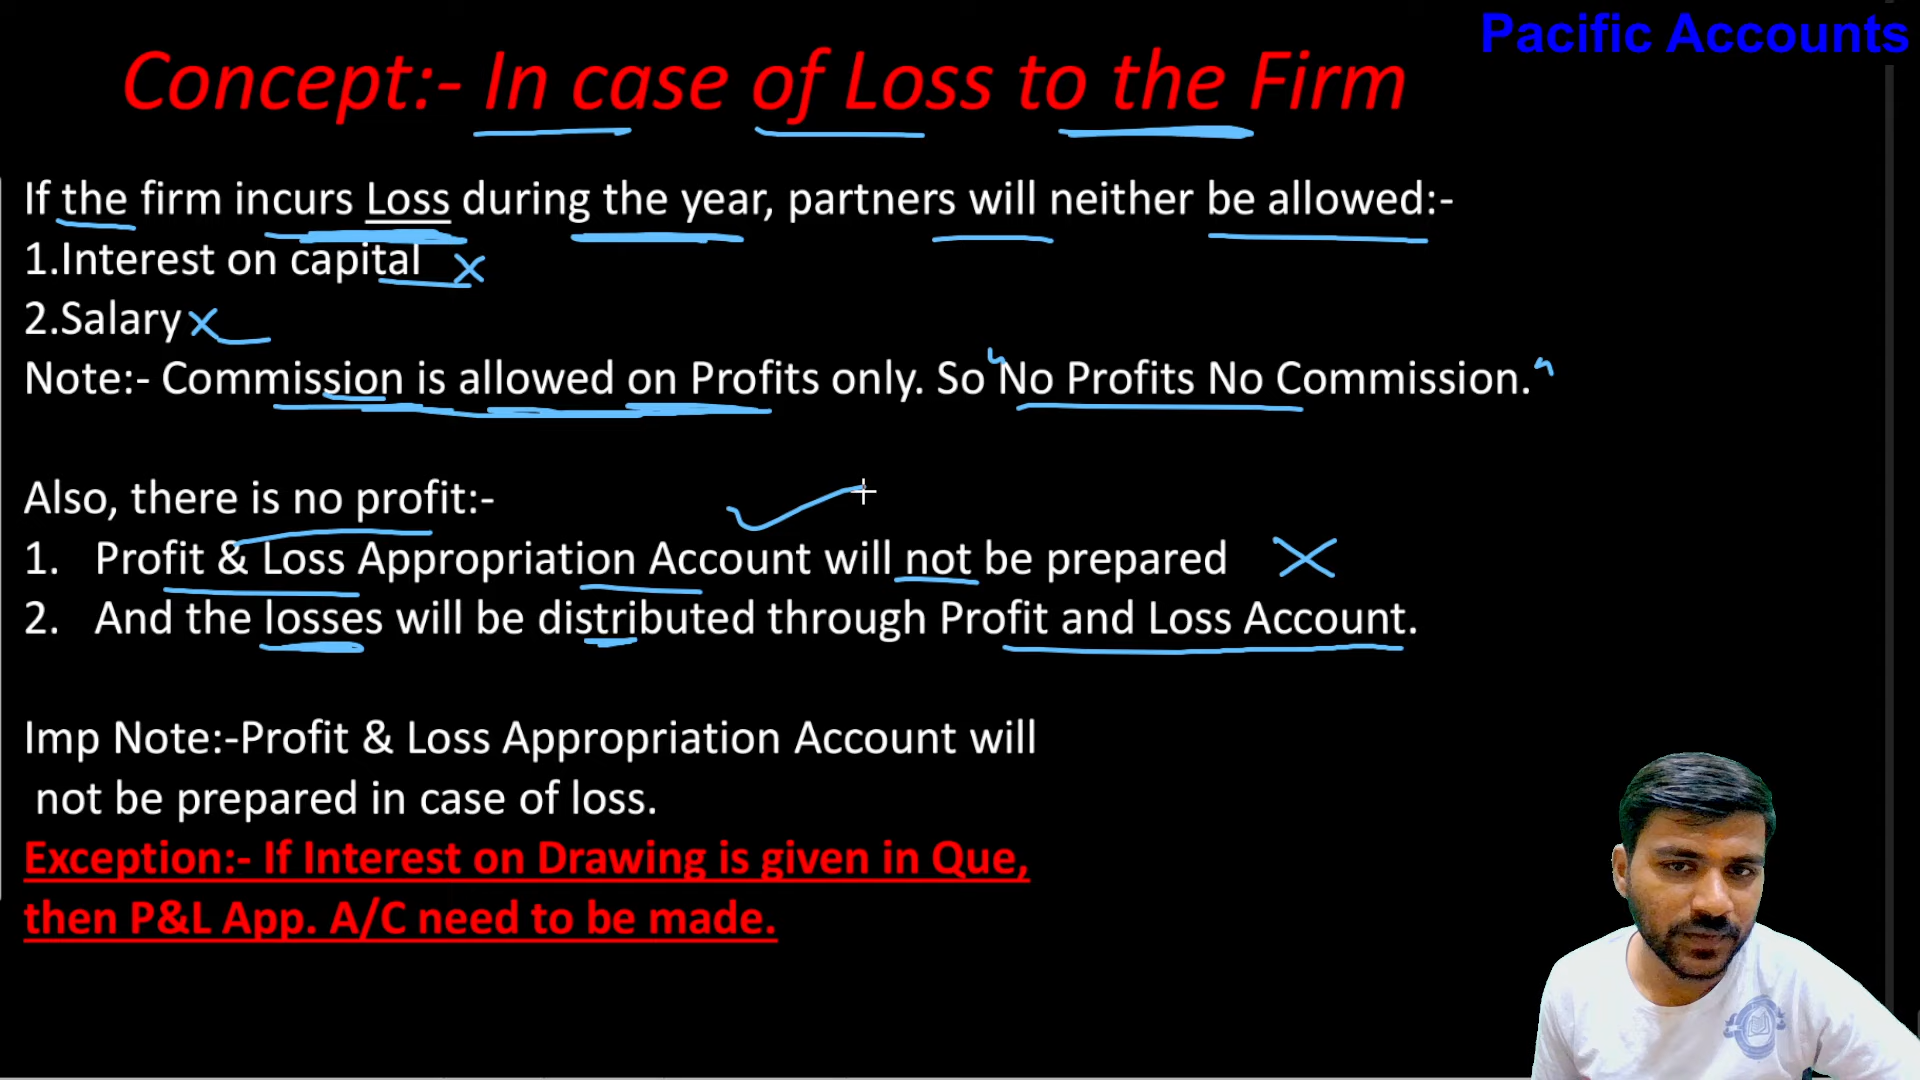 Pacific Accounts
Concept:- In case of Loss to the Firm
If the firm incurs Loss during the year, partners will neither be allowed:-
1.Interest on capital
2.Salary
Note:- Commission is allowed on Profits only. So No Profits No Commission.
Also, there is no profit:-
1. Profit & Loss Appropriation Account will not be prepared
2. And the losses will be distributed through Profit and Loss Account.
Imp Note:-Profit & Loss Appropriation Account will
not be prepared in case of loss.
Exception:- If Interest on Drawing is given in Que,
then P&L App. A/C need to be made.